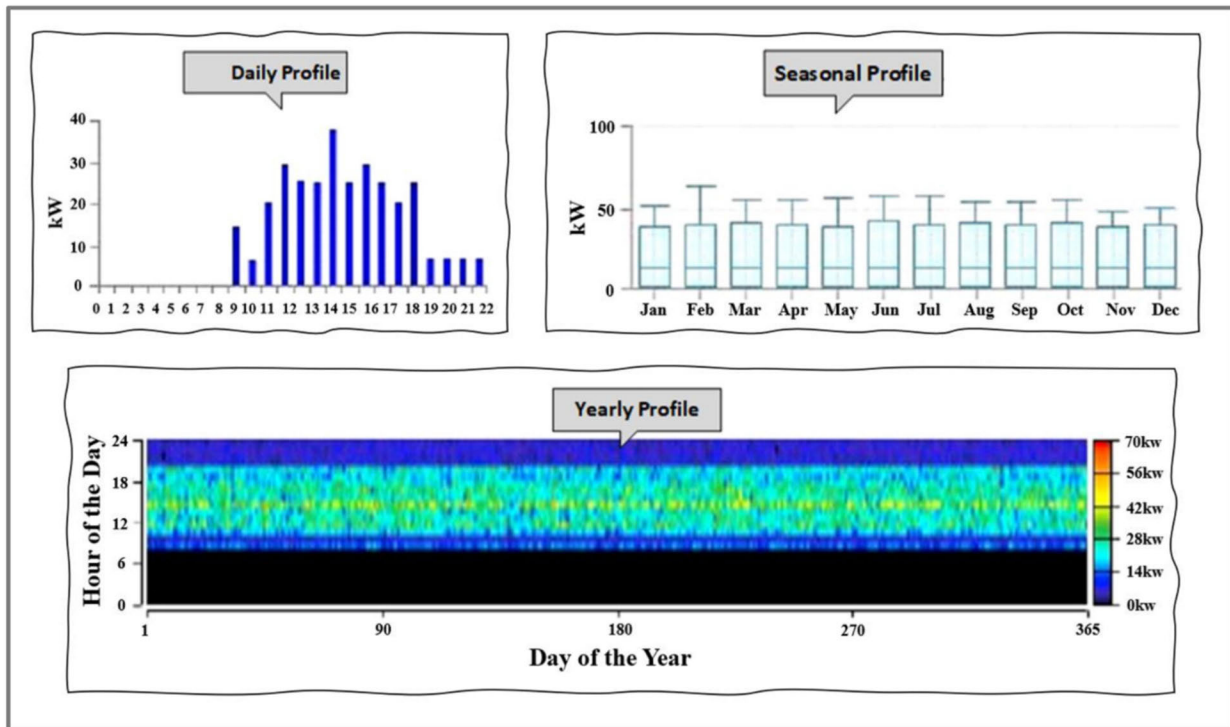 Daily Profile
40
30
20
10
0
kW
0 1 2 3 4 5 6 7 8 9 10 11 12 13 14 15 16 17 18 19 20 21 22
Seasonal Profile
100
50
0
kW
Jan Feb Mar Apr May Jun Jul Aug Sep Oct Nov Dec
Yearly Profile
Hour of the Day
24
18
12
6
0
1 90 180 270 365
Day of the Year
70kw
56kw
42kw
28kw
14kw
0kw